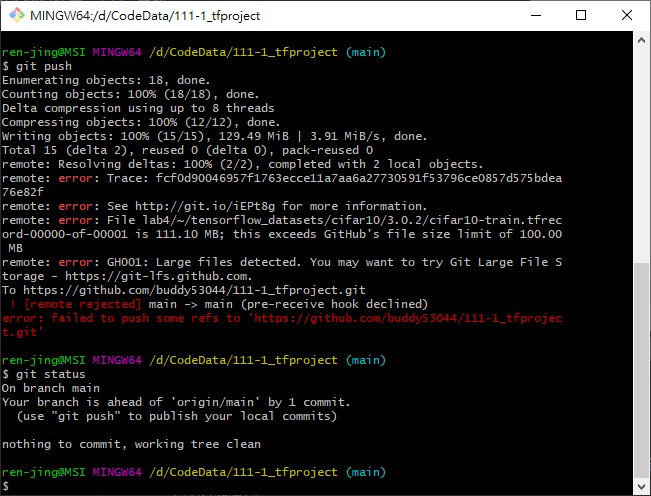 MINGW64:/d/CodeData/111-1_tfproject
ren-jing@MSI MINGW64 /d/CodeData/111-1_tfproject (main)
$ git push
Enumerating objects: 18, done.
Counting objects: 100% (18/18), done.
Delta compression using up to 8 threads
Compressing objects: 100% (12/12), done.
Writing objects: 100% (15/15), 129.49 MiB | 3.91 MiB/s, done.
Total 15 (delta 2), reused 0 (delta 0), pack-reused 0
remote: Resolving deltas: 100% (2/2), completed with 2 local objects.
remote: error: Trace: fcf0d90046957f1763ecce11a7aa6a27730591f53796ce0857d575bdea
76e82f
remote: error: See http://git.io/iEPt8g for more information.
remote: error: File lab4/~/tensorflow_datasets/cifar10/3.0.2/cifar10-train.tfrec
ord-00000-of-00001 is 111.10 MB; this exceeds GitHub's file size limit of 100.00
 MB
remote: error: GH001: Large files detected. You may want to try Git Large File S
torage - https://git-lfs.github.com.
To https://github.com/buddy53044/111-1_tfproject.git
 ! [remote rejected] main -> main (pre-receive hook declined)
error: failed to push some refs to 'https://github.com/buddy53044/111-1_tfprojec
t.git'
ren-jing@MSI MINGW64 /d/CodeData/111-1_tfproject (main)
$ git status
On branch main
Your branch is ahead of 'origin/main' by 1 commit.
  (use "git push" to publish your local commits)
nothing to commit, working tree clean
ren-jing@MSI MINGW64 /d/CodeData/111-1_tfproject (main)
$